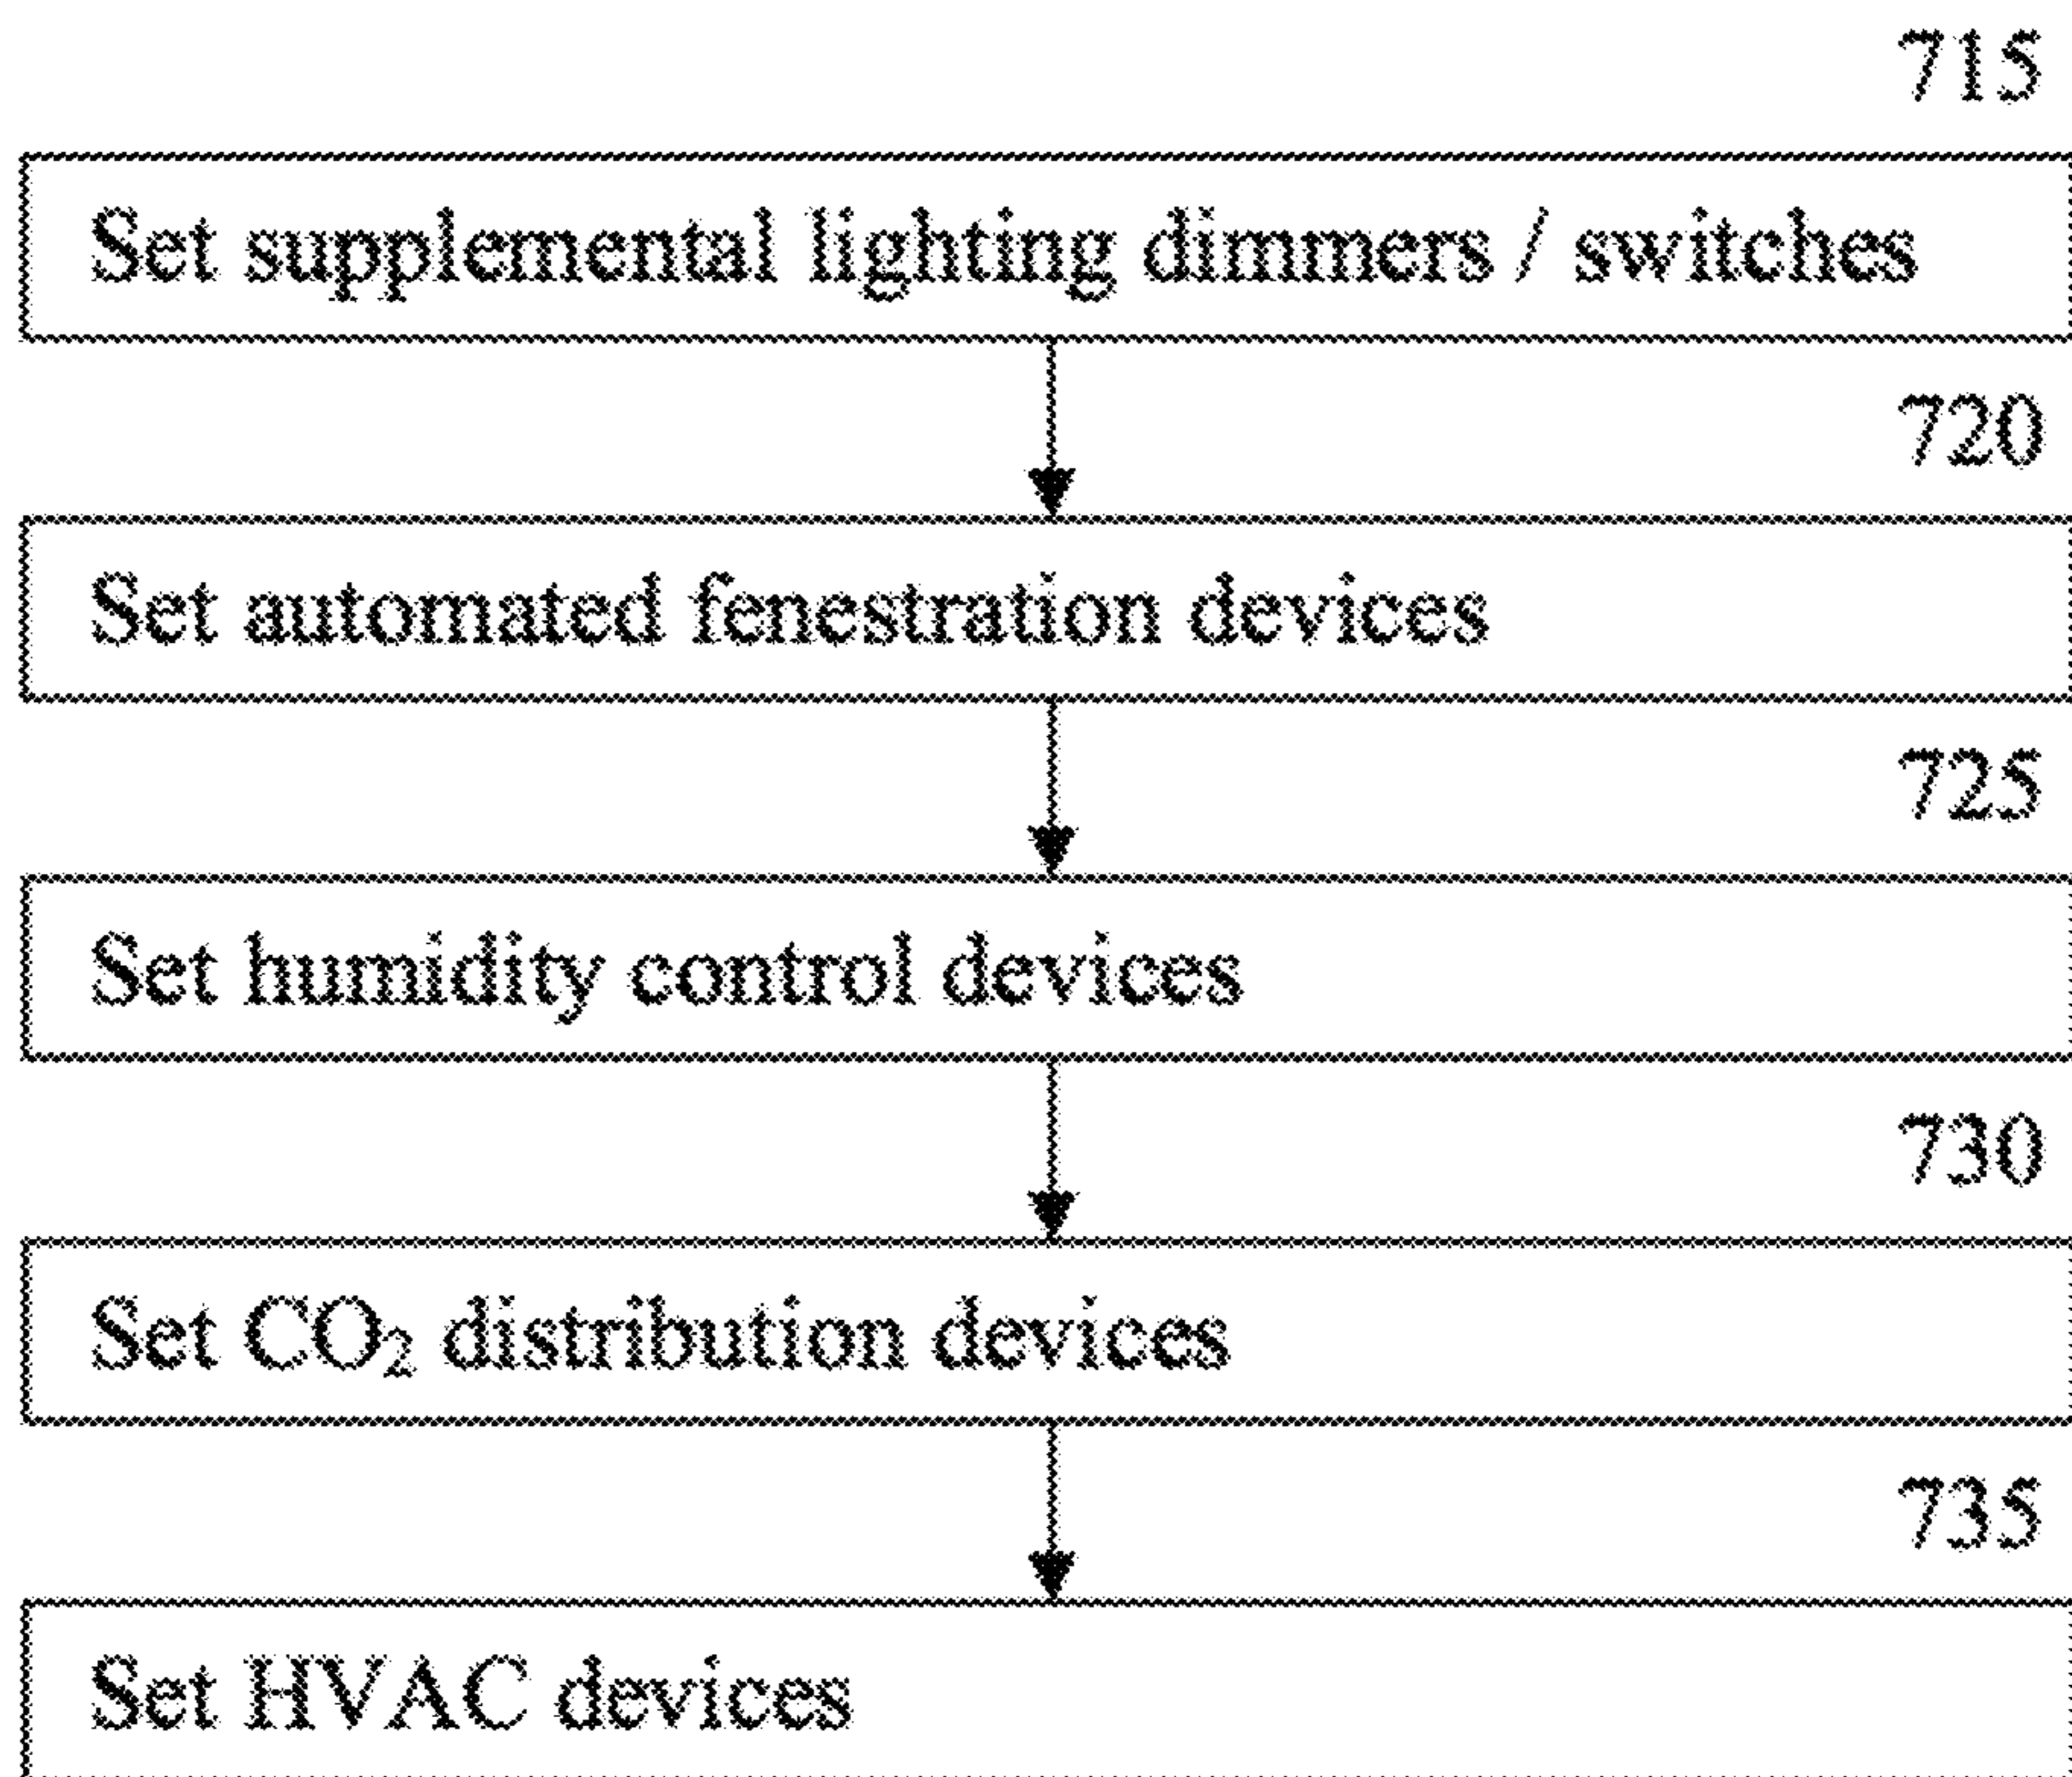 715
Set supplemental lighting dimmers / switches
720
Set automated fenestration devices
725
Set humidity control devices
730
Set CO₂ distribution devices
735
Set HVAC devices